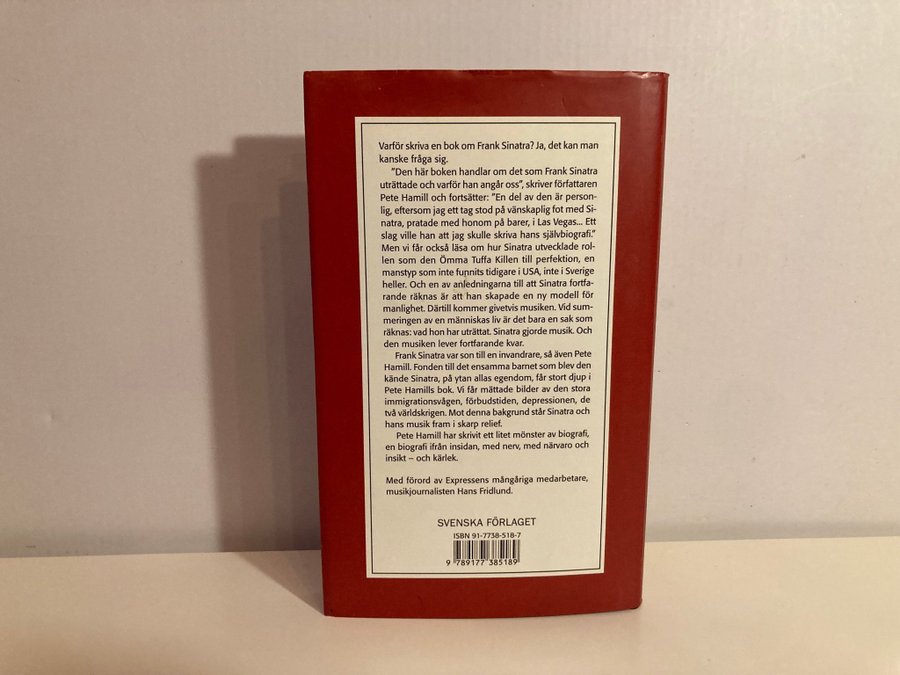 Varför skriva en bok om Frank Sinatra? Ja, det kan man
kanske fråga sig.
"Den här boken handlar om det som Frank Sinatra
uträttade och varför han angår oss", skriver författaren
Pete Hamill och fortsätter: "En del av den är person-
lig, eftersom jag ett tag stod på vänskaplig fot med Si-
natra, pratade med honom på barer, i Las Vegas... Ett
slag ville han att jag skulle skriva hans självbiografi."
Men vi får också läsa om hur Sinatra utvecklade rol-
len som den Ömma Tuffa Killen till perfektion, en
manstyp som inte funnits tidigare i USA, inte i Sverige
heller. Och en av anledningarna till att Sinatra fortfa-
rande räknas är att han skapade en ny modell för
manlighet. Därtill kommer givetvis musiken. Vid sum-
meringen av en människas liv är det bara en sak som
räknas: vad hon har uträttat. Sinatra gjorde musik. Och
den musiken lever fortfarande kvar.
Frank Sinatra var son till en invandrare, så även Pete
Hamill. Fonden till det ensamma barnet som blev den
kände Sinatra, på ytan allas egendom, får stort djup i
Pete Hamills bok. Vi får mättade bilder av den stora
immigrationsvågen, förbudstiden, depressionen, de
två världskrigen. Mot denna bakgrund står Sinatra och
hans musik fram i skarp relief.
Pete Hamill har skrivit ett litet mönster av biografi,
en biografi ifrån insidan, med nerv, med närvaro och
insikt – och kärlek.
Med förord av Expressens mångåriga medarbetare,
musikjournalisten Hans Fridlund.
SVENSKA FÖRLAGET
ISBN 91-7738-518-7
9 789177 385189